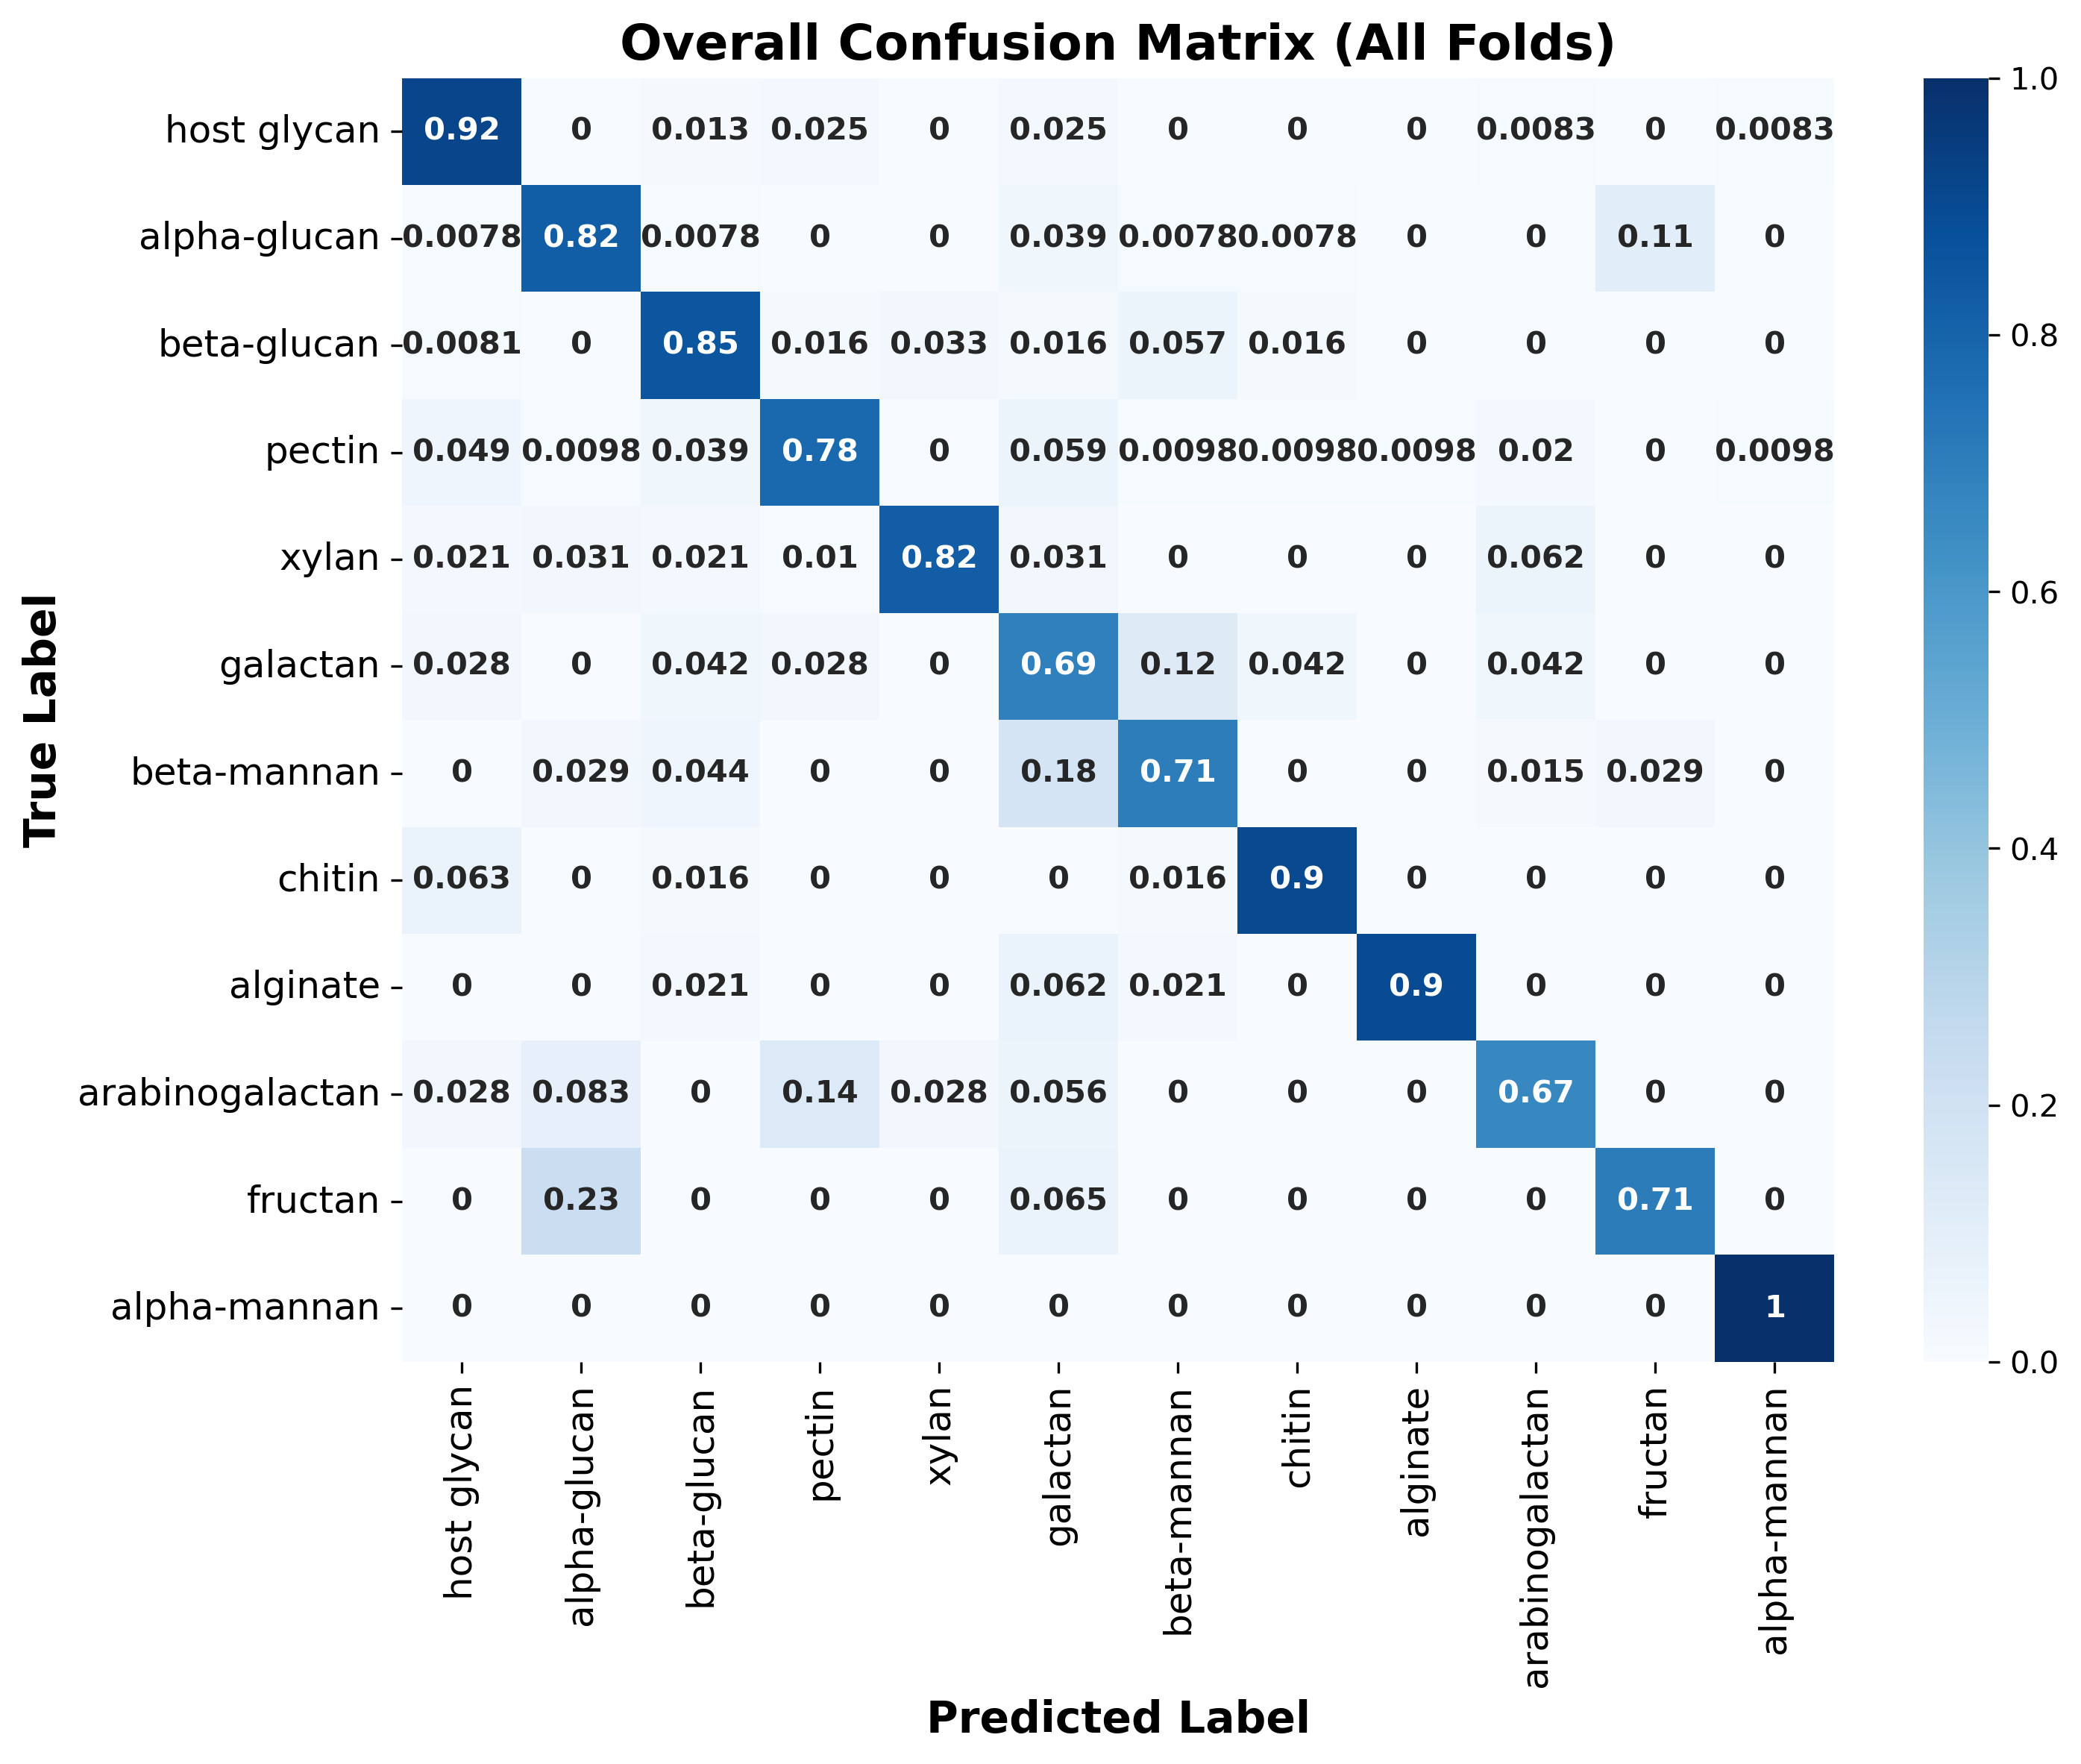 Overall Confusion Matrix (All Folds)
True Label
host glycan 0.92 0 0.013 0.025 0 0.025 0 0 0 0.0083 0 0.0083
alpha-glucan 0.0078 0.82 0.0078 0 0 0.039 0.0078 0.0078 0 0 0.11 0
beta-glucan 0.0081 0 0.85 0.016 0.033 0.016 0.057 0.016 0 0 0 0
pectin 0.049 0.0098 0.039 0.78 0 0.059 0.0098 0.0098 0.0098 0.02 0 0.0098
xylan 0.021 0.031 0.021 0.01 0.82 0.031 0 0 0 0.062 0 0
galactan 0.028 0 0.042 0.028 0 0.69 0.12 0.042 0 0.042 0 0
beta-mannan 0 0.029 0.044 0 0 0.18 0.71 0 0 0.015 0.029 0
chitin 0.063 0 0.016 0 0 0 0.016 0.9 0 0 0 0
alginate 0 0 0.021 0 0 0.062 0.021 0 0.9 0 0 0
arabinogalactan 0.028 0.083 0 0.14 0.028 0.056 0 0 0 0.67 0 0
fructan 0 0.23 0 0 0 0.065 0 0 0 0 0.71 0
alpha-mannan 0 0 0 0 0 0 0 0 0 0 0 1
host glycan
alpha-glucan
beta-glucan
pectin
xylan
galactan
beta-mannan
chitin
alginate
arabinogalactan
fructan
alpha-mannan
Predicted Label
1.0
0.8
0.6
0.4
0.2
0.0